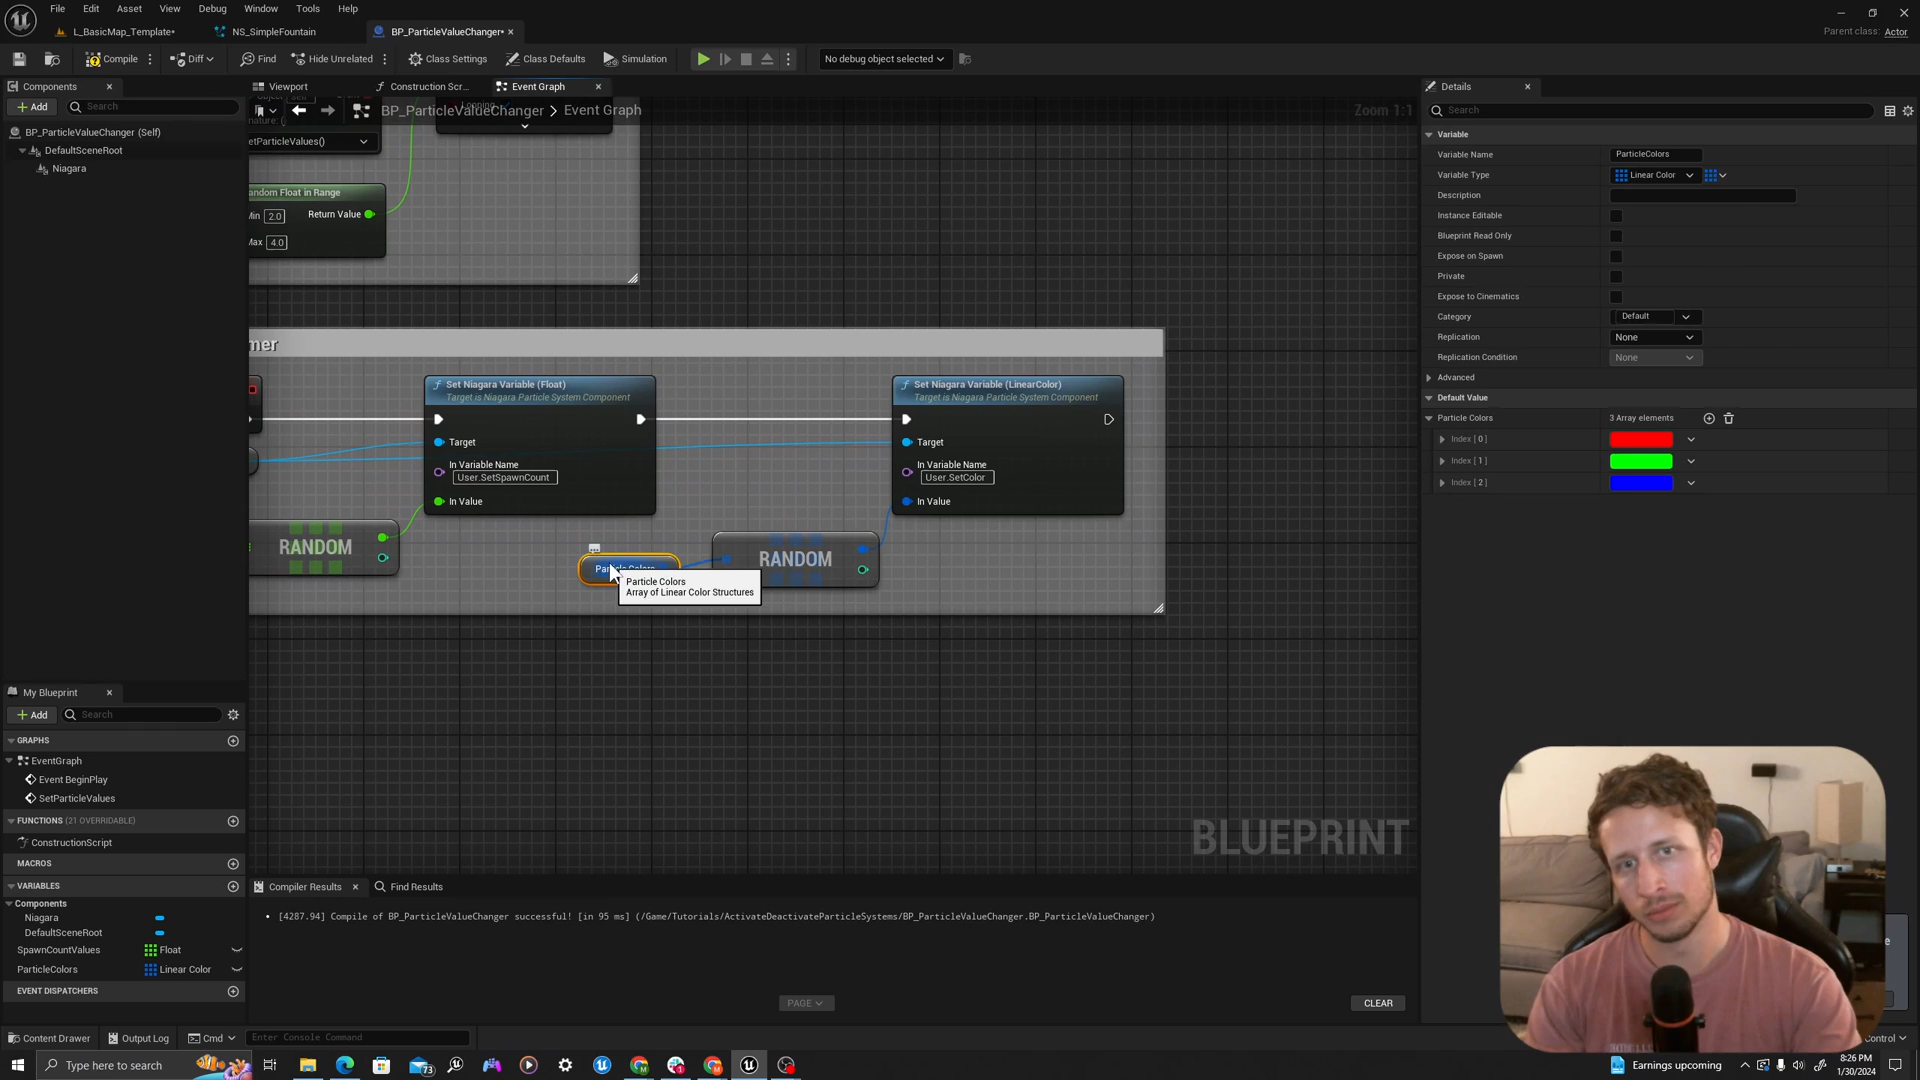 File Edit Asset View Debug Window Tools Help
L_BasicMap_Template* NS_SimpleFountain BP_ParticleValueChanger*
Parent class: Actor
Compile Diff Find Hide Unrelated Class Settings Class Defaults Simulation No debug object selected
Components
Add Search
BP_ParticleValueChanger (Self)
DefaultSceneRoot
Niagara
Viewport Construction Scr... Event Graph
BP_ParticleValueChanger > Event Graph
Zoom 1:1
etParticleValues()
andom Float in Range
Min 2.0 Return Value
Max 4.0
mer
Set Niagara Variable (Float)
Target is Niagara Particle System Component
Target
In Variable Name
User.SetSpawnCount
In Value
RANDOM
Set Niagara Variable (LinearColor)
Target is Niagara Particle System Component
Target
In Variable Name
User.SetColor
In Value
RANDOM
Particle Colors
Array of Linear Color Structures
BLUEPRINT
My Blueprint
Add Search
GRAPHS
EventGraph
Event BeginPlay
SetParticleValues
FUNCTIONS (21 OVERRIDABLE)
ConstructionScript
MACROS
VARIABLES
Components
Niagara
DefaultSceneRoot
SpawnCountValues Float
ParticleColors Linear Color
EVENT DISPATCHERS
Compiler Results Find Results
[4287.94] Compile of BP_ParticleValueChanger successful! [in 95 ms] (/Game/Tutorials/ActivateDeactivateParticleSystems/BP_ParticleValueChanger.BP_ParticleValueChanger)
PAGE CLEAR
Details
Search
Variable
Variable Name ParticleColors
Variable Type Linear Color
Description
Instance Editable
Blueprint Read Only
Expose on Spawn
Private
Expose to Cinematics
Category Default
Replication None
Replication Condition None
Advanced
Default Value
Particle Colors 3 Array elements
Index [ 0 ]
Index [ 1 ]
Index [ 2 ]
Content Drawer Output Log Cmd Enter Console Command
Control
Type here to search
73
Earnings upcoming
8:26 PM
1/30/2024